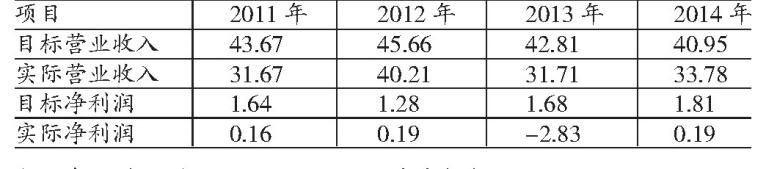 项目 2011 年 2012 年 2013 年 2014 年
目标营业收入 43.67 45.66 42.81 40.95
实际营业收入 31.67 40.21 31.71 33.78
目标净利润 1.64 1.28 1.68 1.81
实际净利润 0.16 0.19 -2.83 0.19